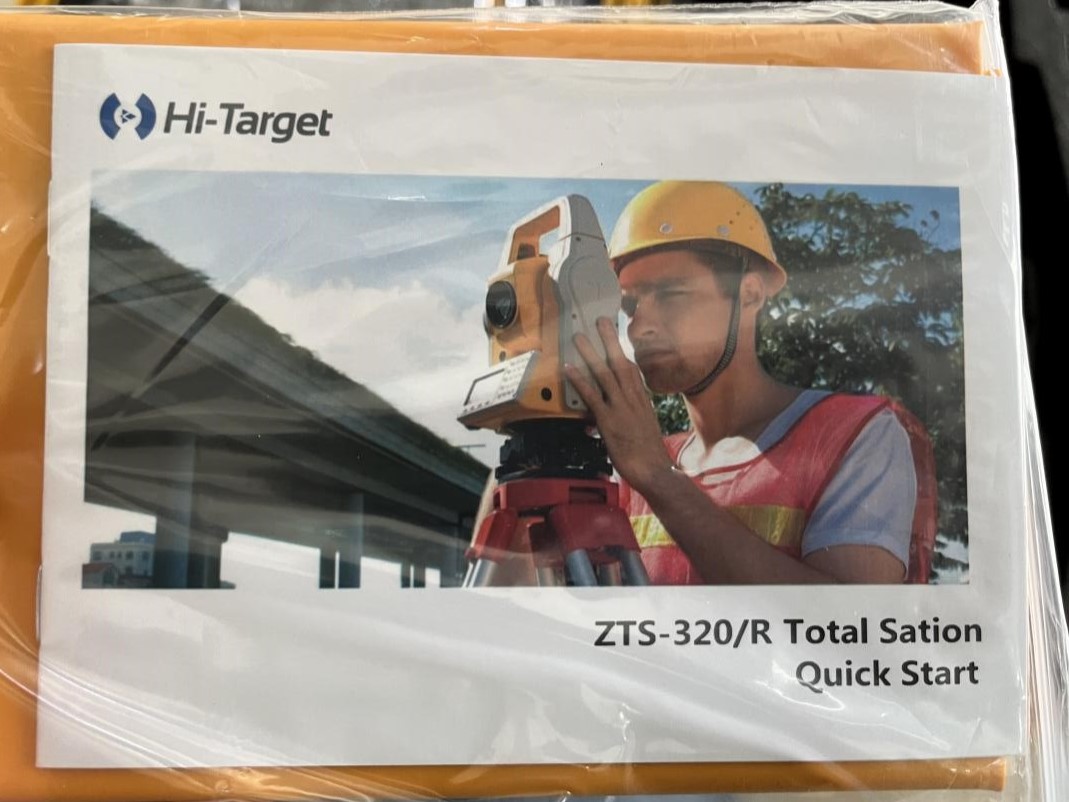 Hi-Target
ZTS-320/R Total Sation
Quick Start